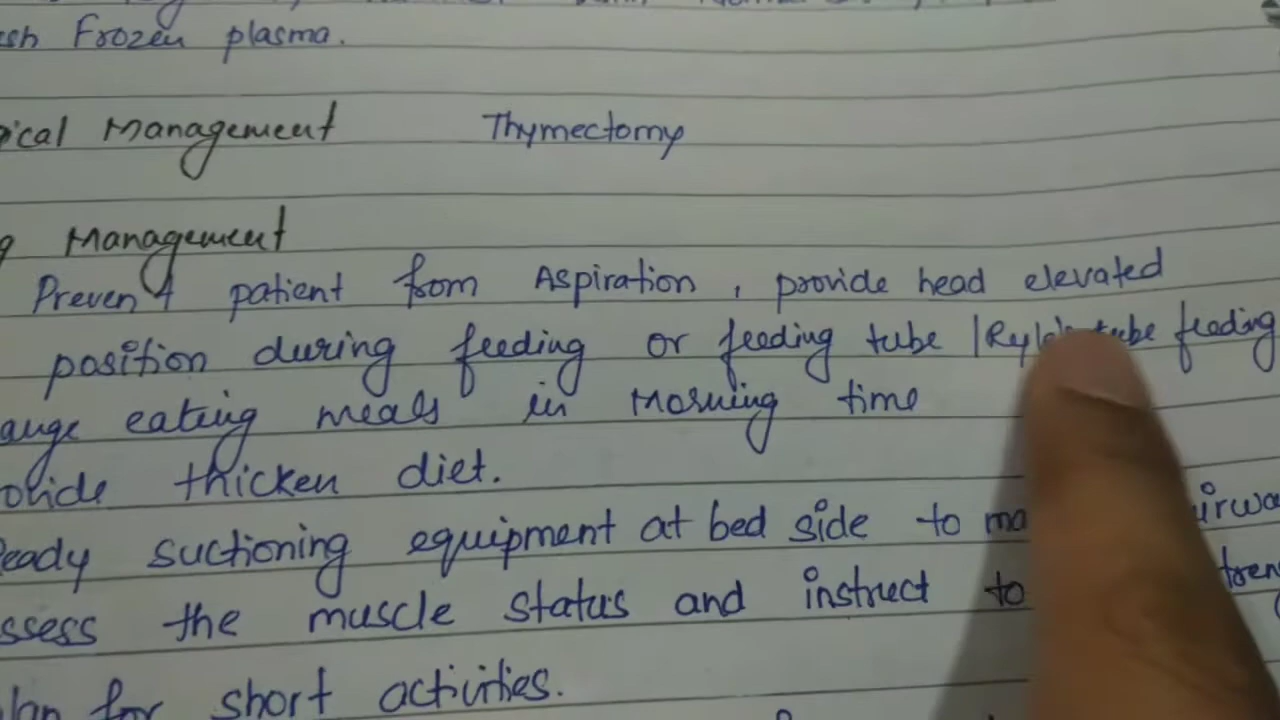 Frozen plasma.
Management Thymectomy
Management
Prevent patient from Aspiration, provide head elevated
position during feeding or feeding tube | tube feeding
eating meals in Morning time
thicken diet.
suctioning equipment at bed side to
the muscle status and instruct to
for short activities.